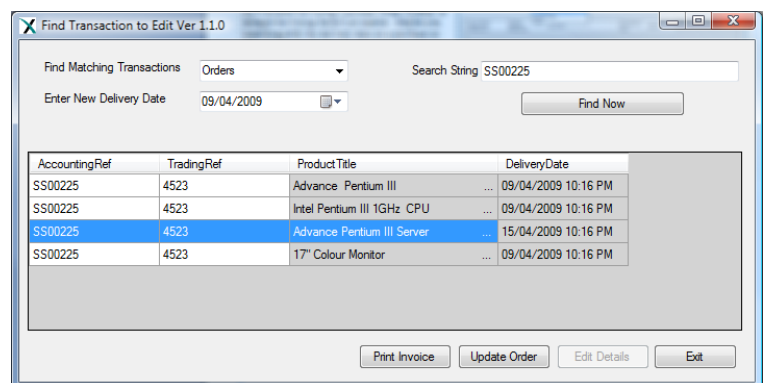 Find Transaction to Edit Ver 1.1.0
Find Matching Transactions Orders Search String SS00225
Enter New Delivery Date 09/04/2009 Find Now
AccountingRef TradingRef ProductTitle DeliveryDate
SS00225 4523 Advance Pentium III ... 09/04/2009 10:16 PM
SS00225 4523 Intel Pentium III 1GHz CPU ... 09/04/2009 10:16 PM
SS00225 4523 Advance Pentium III Server ... 15/04/2009 10:16 PM
SS00225 4523 17" Colour Monitor ... 09/04/2009 10:16 PM
Print Invoice Update Order Edit Details Exit